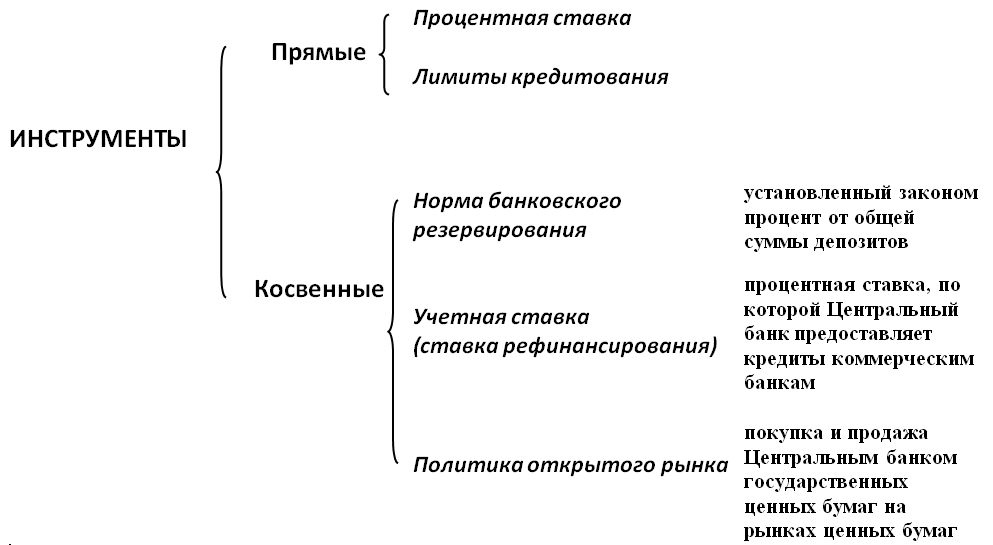 Процентная ставка
Прямые
Лимиты кредитования
ИНСТРУМЕНТЫ
Норма банковского
резервирования
установленный законом
процент от общей
суммы депозитов
Косвенные
Учетная ставка
(ставка рефинансирования)
процентная ставка, по
которой Центральный
банк предоставляет
кредиты коммерческим
банкам
Политика открытого рынка
покупка и продажа
Центральным банком
государственных
ценных бумаг на
рынках ценных бумаг